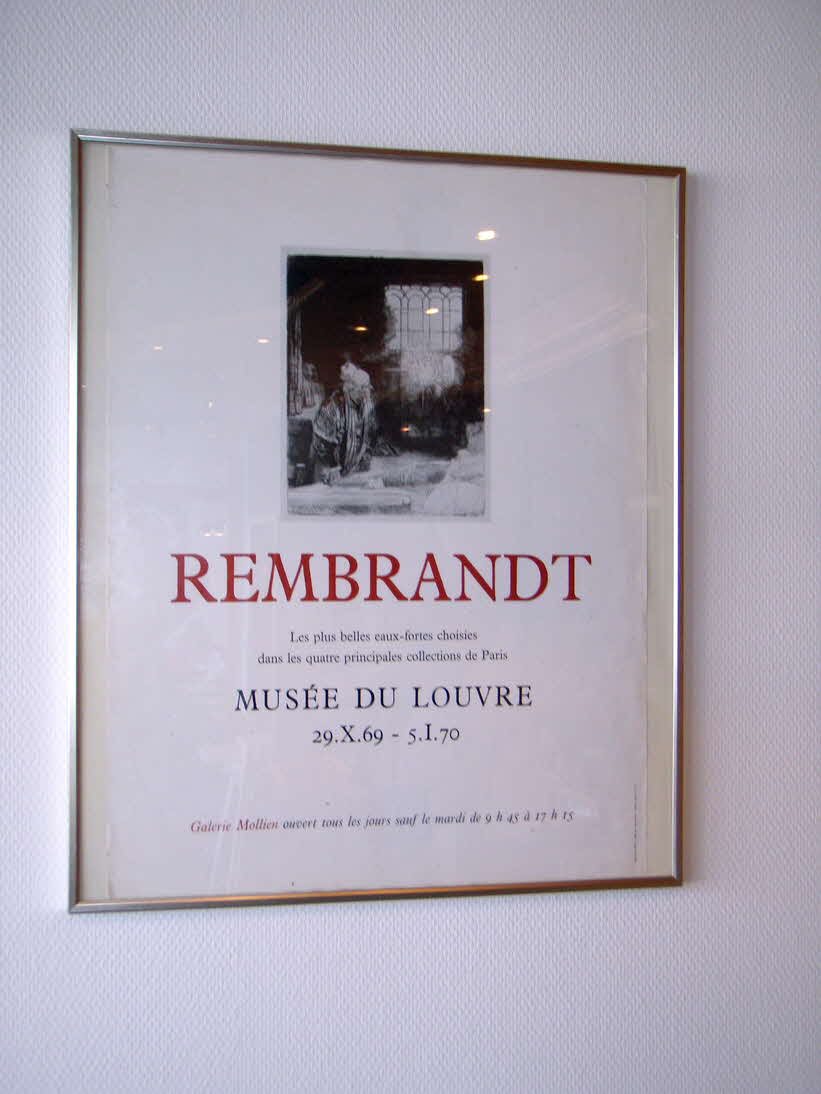 REMBRANDT
Les plus belles eaux-fortes choisies
dans les quatre principales collections de Paris
MUSÉE DU LOUVRE
29.X.69 - 5.I.70
Galerie Mollien ouvert tous les jours sauf le mardi de 9 h 45 à 17 h 15